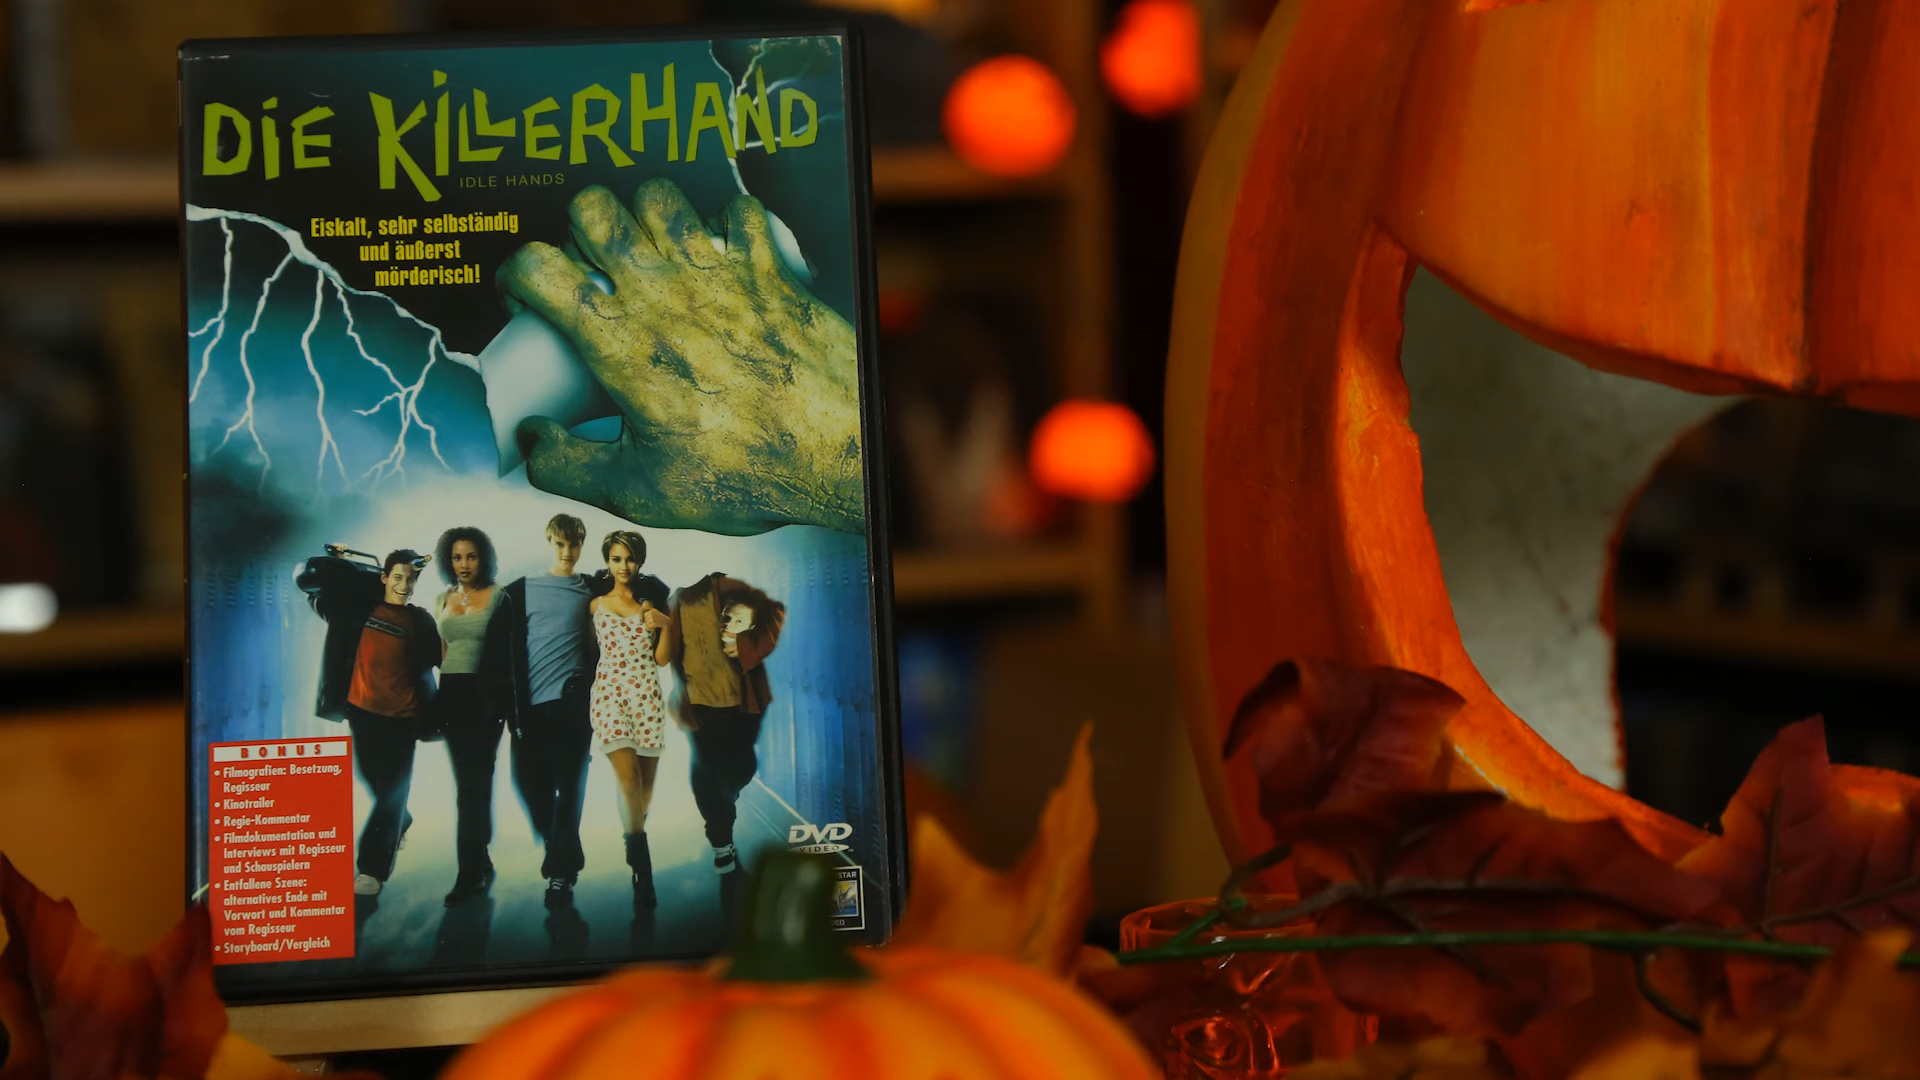 DIE KILLERHAND
IDLE HANDS
Eiskalt, sehr selbständig
und äußerst
mörderisch!
BONUS
• Filmografien: Besetzung,
Regisseur
• Kinotrailer
• Regie-Kommentar
• Filmdokumentation und
Interviews mit Regisseur
und Schauspielern
• Entfallene Szene:
alternatives Ende mit
Vorwort und Kommentar
vom Regisseur
• Storyboard/Vergleich
DVD
VIDEO